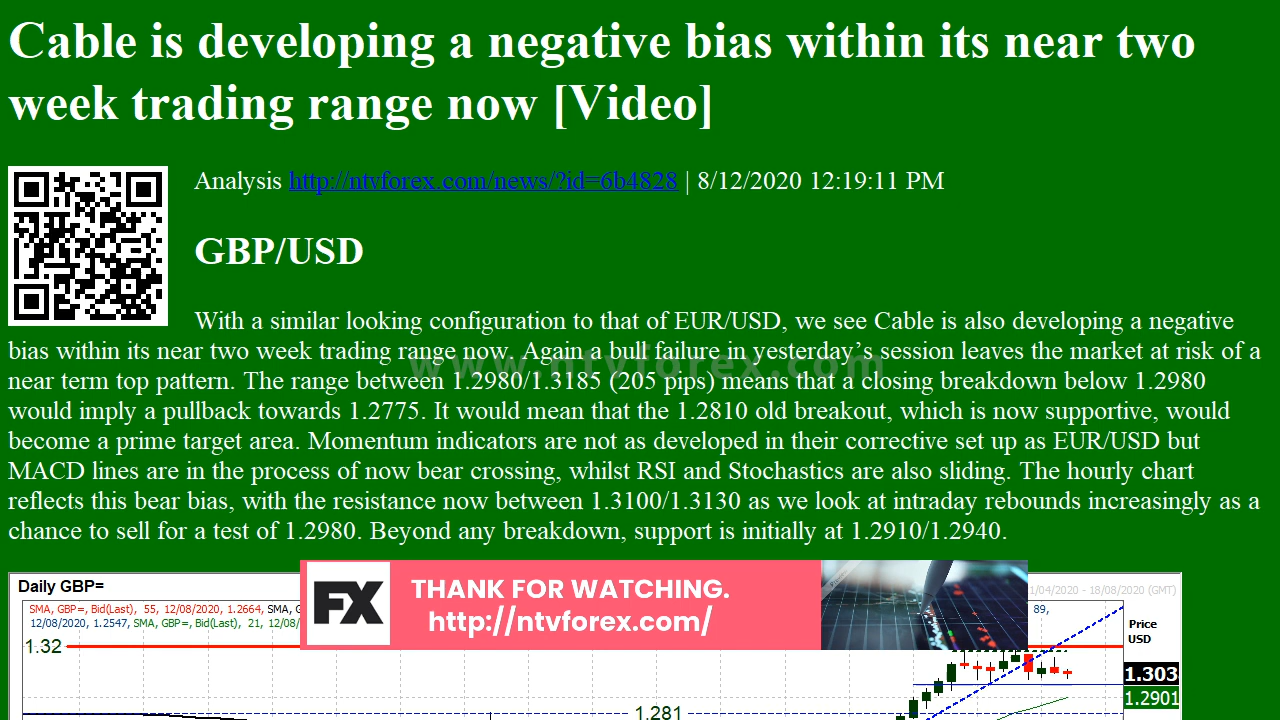 Cable is developing a negative bias within its near two
week trading range now [Video]
Analysis http://ntvforex.com/news/?id=6b4828 | 8/12/2020 12:19:11 PM
GBP/USD
With a similar looking configuration to that of EUR/USD, we see Cable is also developing a negative
bias within its near two week trading range now. Again a bull failure in yesterday’s session leaves the market at risk of a
www.ntvforex.com
near term top pattern. The range between 1.2980/1.3185 (205 pips) means that a closing breakdown below 1.2980
would imply a pullback towards 1.2775. It would mean that the 1.2810 old breakout, which is now supportive, would
become a prime target area. Momentum indicators are not as developed in their corrective set up as EUR/USD but
MACD lines are in the process of now bear crossing, whilst RSI and Stochastics are also sliding. The hourly chart
reflects this bear bias, with the resistance now between 1.3100/1.3130 as we look at intraday rebounds increasingly as a
chance to sell for a test of 1.2980. Beyond any breakdown, support is initially at 1.2910/1.2940.
Daily GBP=
FX
THANK FOR WATCHING.
http://ntvforex.com/
1/04/2020 - 18/08/2020 (GMT)
SMA, GBP=, Bid(Last), 55, 12/08/2020, 1.2664, SMA, G
89,
12/08/2020, 1.2547, SMA, GBP=, Bid(Last), 21, 12/08
Price
USD
1.32
1.303
1.2901
1.281